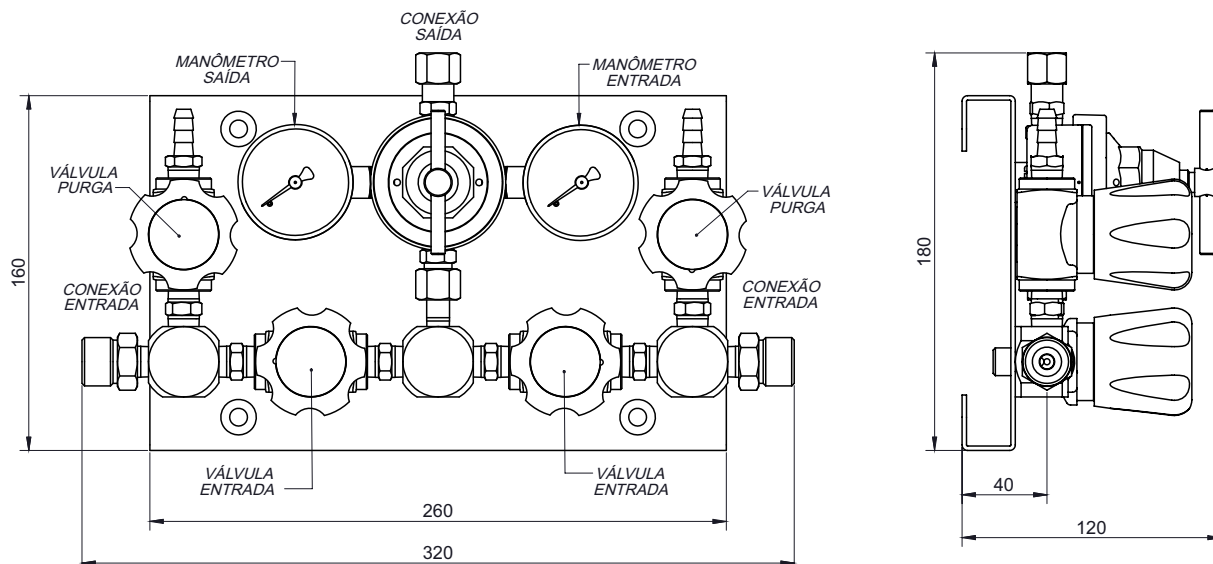 CONEXÃO
SAÍDA
MANÔMETRO
SAÍDA
MANÔMETRO
ENTRADA
VÁLVULA
PURGA
VÁLVULA
PURGA
160
180
CONEXÃO
ENTRADA
CONEXÃO
ENTRADA
VÁLVULA
ENTRADA
VÁLVULA
ENTRADA
40
260
120
320